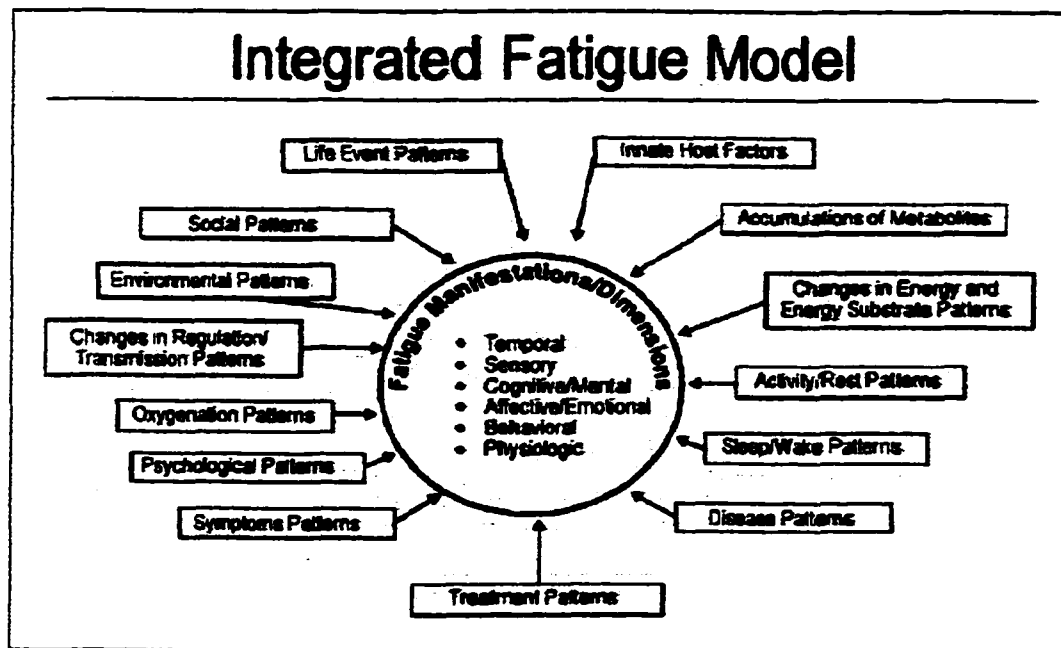 Integrated Fatigue Model
Life Event Patterns
Innate Host Factors
Social Patterns
Accumulations of Metabolites
Environmental Patterns
Changes in Energy and
Energy Substrate Patterns
Changes in Regulation/
Transmission Patterns
Fatigue Manifestations/Dimensions
• Temporal
• Sensory
• Cognitive/Mental
• Affective/Emotional
• Behavioral
• Physiologic
Activity/Rest Patterns
Oxygenation Patterns
Sleep/Wake Patterns
Psychological Patterns
Symptoms Patterns
Disease Patterns
Treatment Patterns